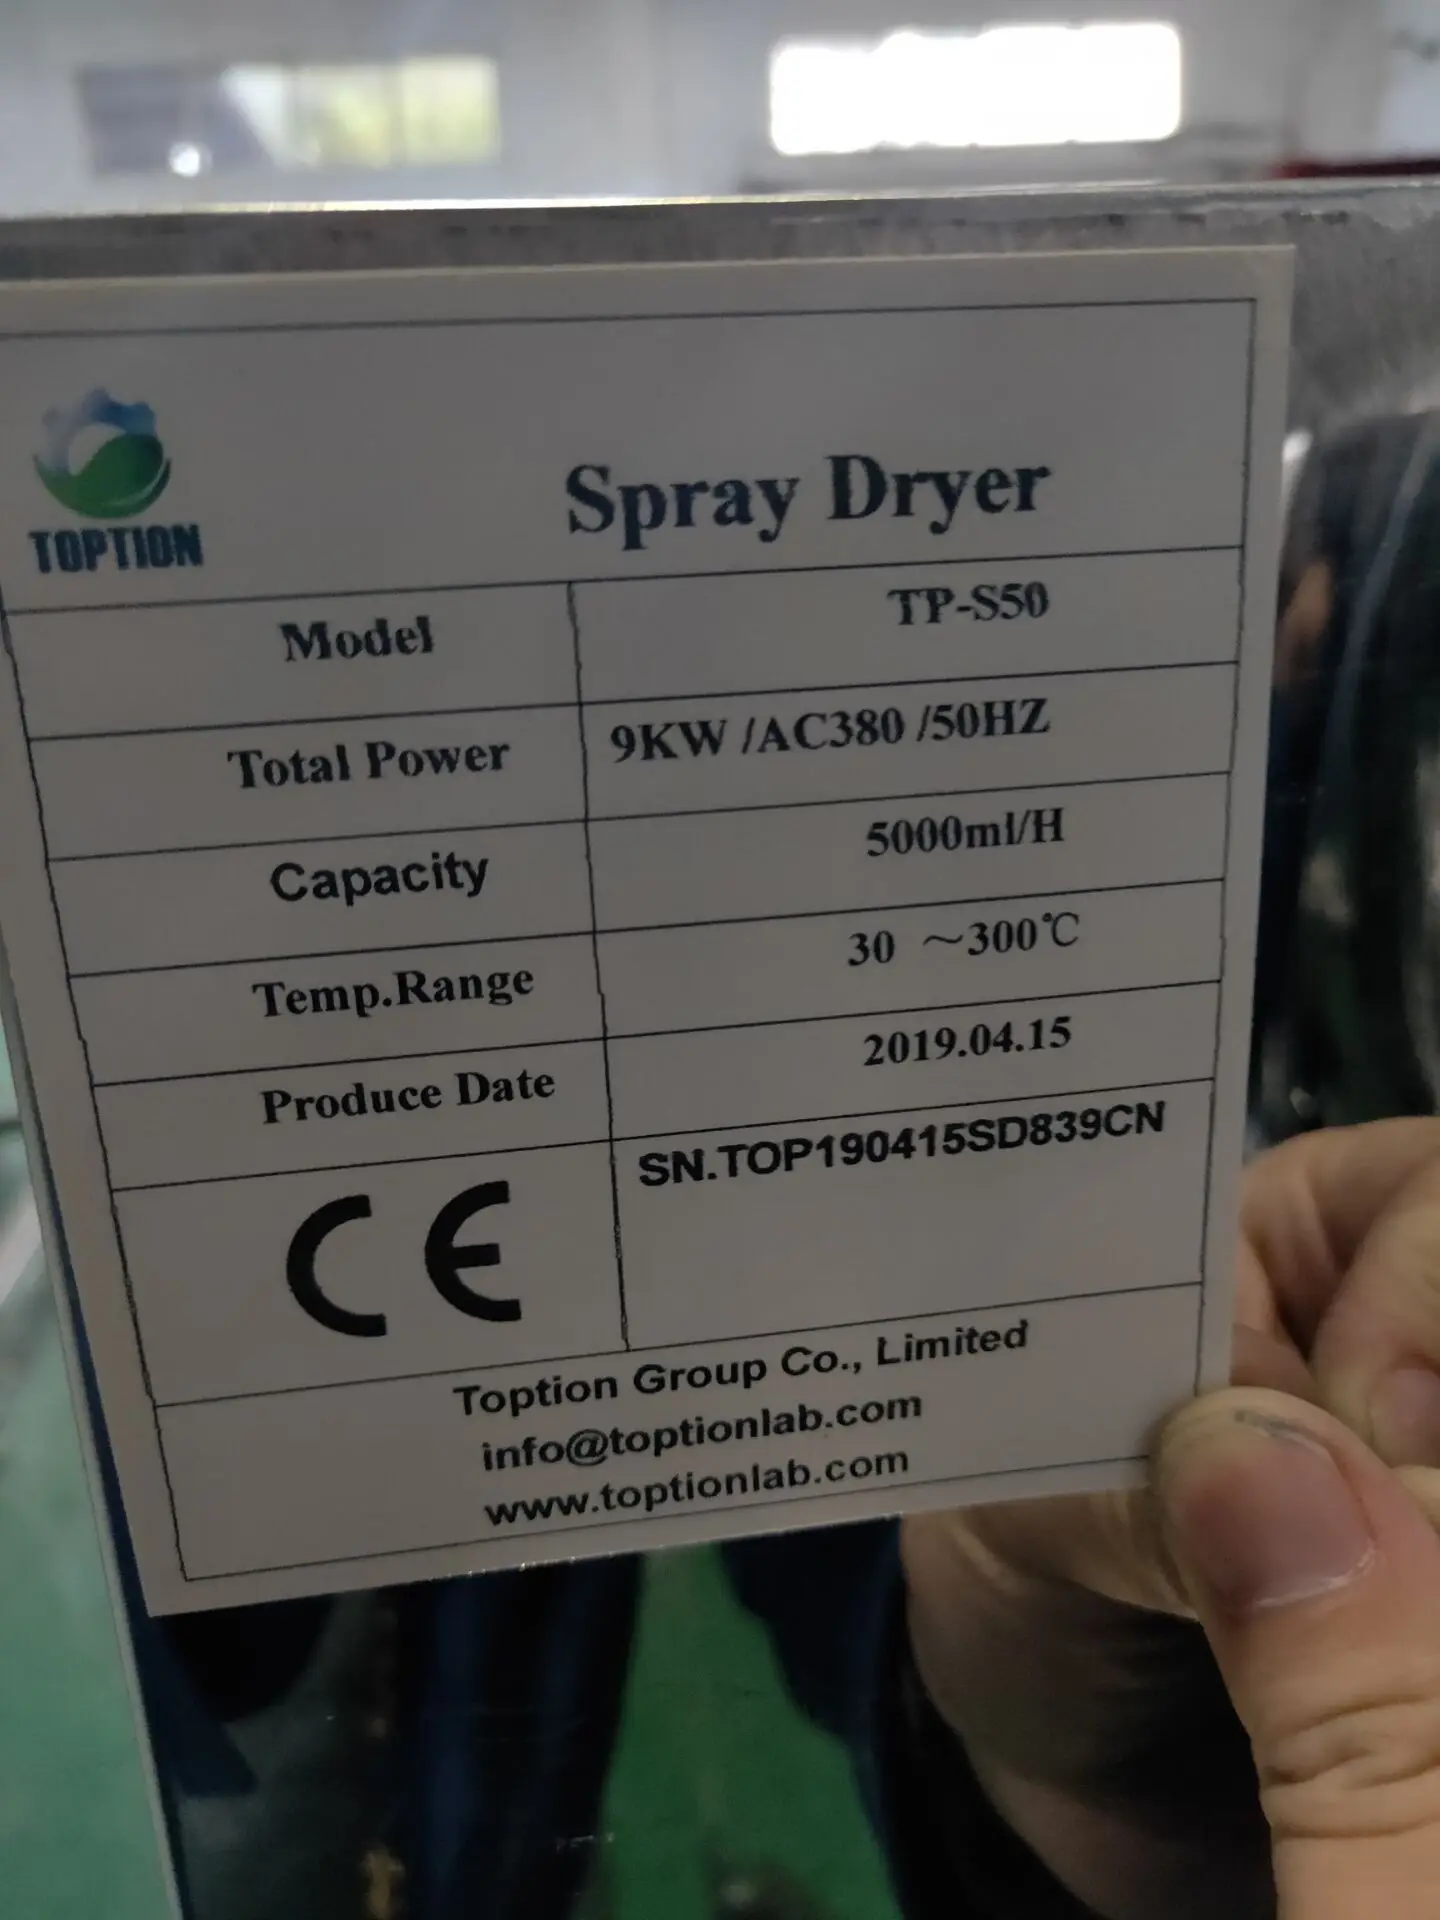 TOPTION
Spray Dryer
Model TP-S50
Total Power 9KW /AC380 /50HZ
Capacity 5000ml/H
Temp.Range 30 ～300℃
Produce Date 2019.04.15
CE SN.TOP190415SD839CN
Toption Group Co., Limited
info@toptionlab.com
www.toptionlab.com